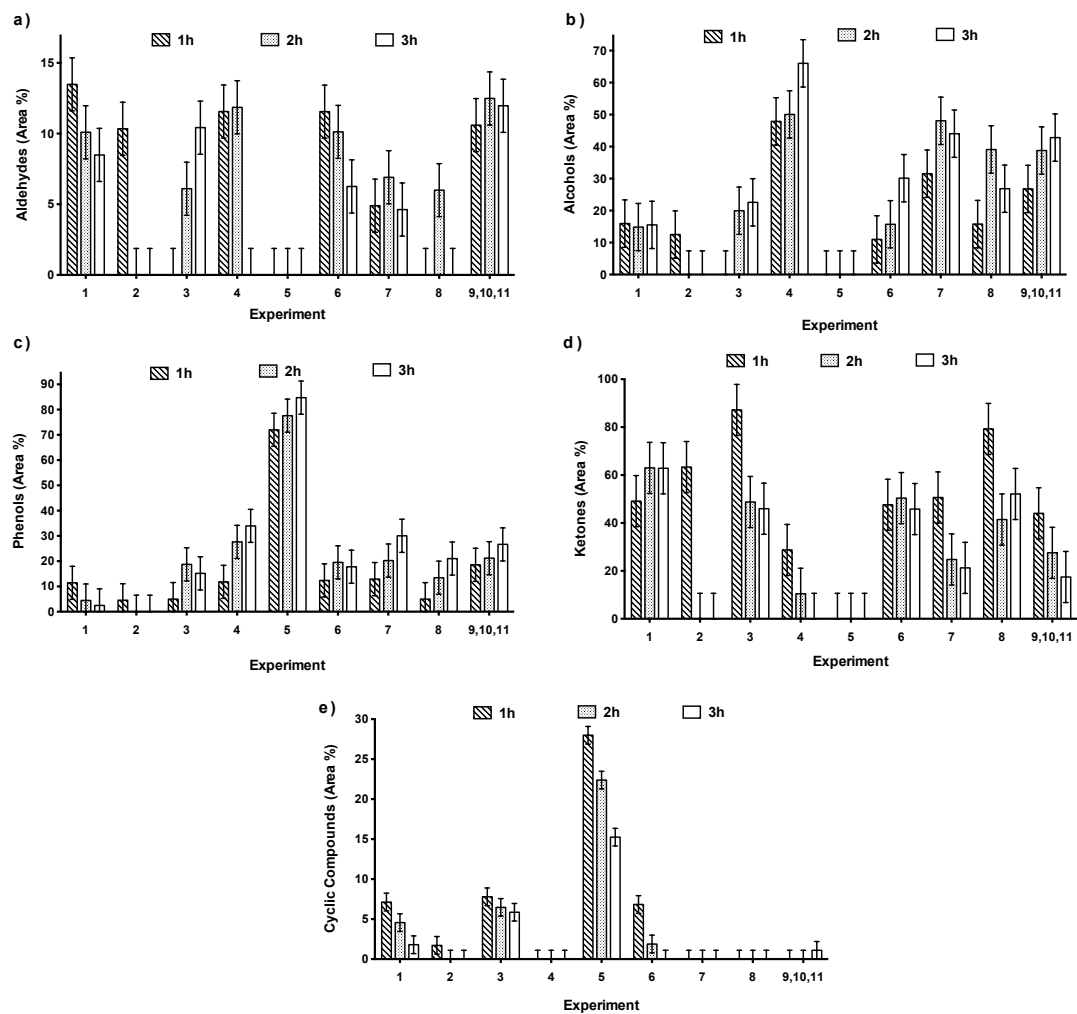 a)
1h 2h 3h
Aldehydes (Area %)
15
10
5
0
1 2 3 4 5 6 7 8 9,10,11
Experiment
b)
1h 2h 3h
Alcohols (Area %)
70
60
50
40
30
20
10
0
1 2 3 4 5 6 7 8 9,10,11
Experiment
c)
1h 2h 3h
Phenols (Area %)
90
80
70
60
50
40
30
20
10
0
1 2 3 4 5 6 7 8 9,10,11
Experiment
d)
1h 2h 3h
Ketones (Area %)
100
80
60
40
20
0
1 2 3 4 5 6 7 8 9,10,11
Experiment
e)
1h 2h 3h
Cyclic Compounds (Area %)
30
25
20
15
10
5
0
1 2 3 4 5 6 7 8 9,10,11
Experiment